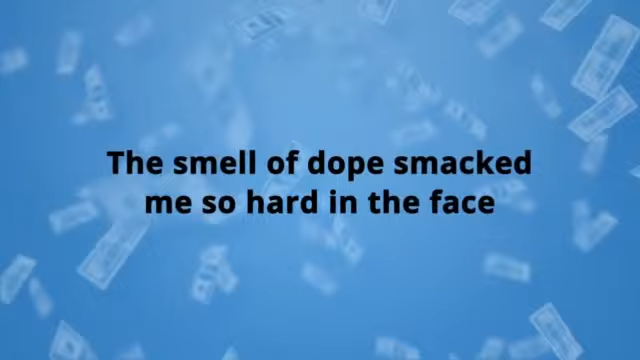 The smell of dope smacked
me so hard in the face